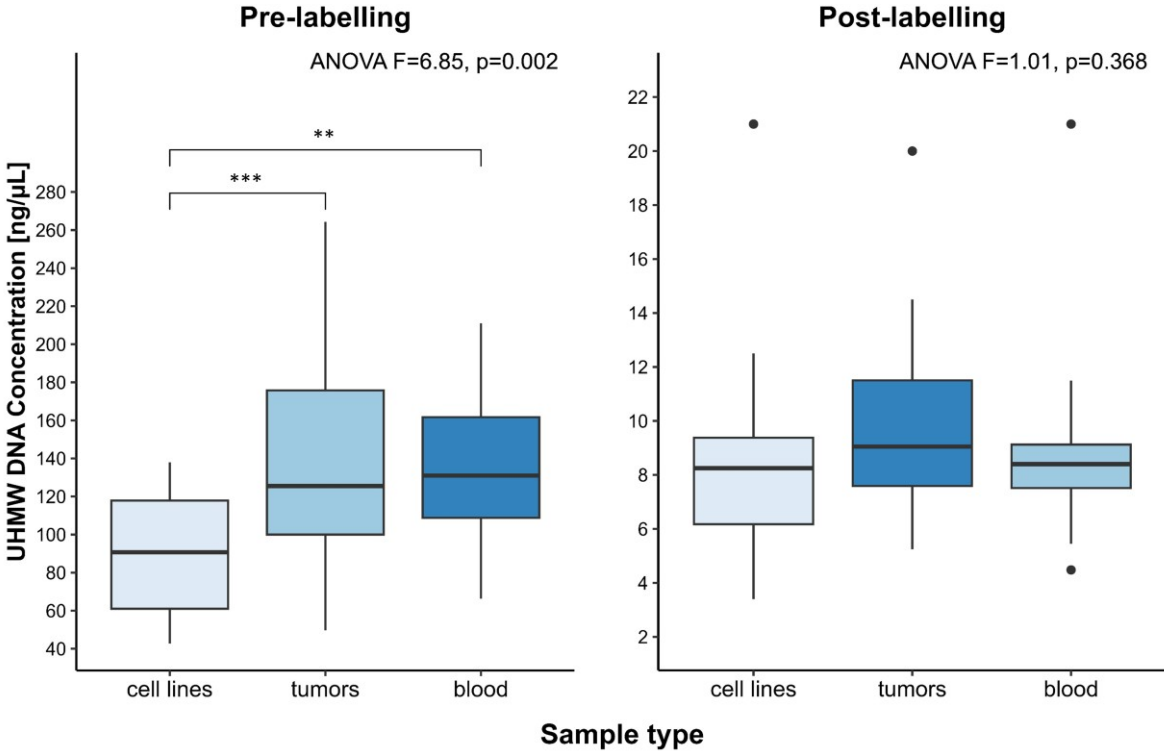 Pre-labelling
Post-labelling
ANOVA F=6.85, p=0.002
ANOVA F=1.01, p=0.368
**
***
UHMW DNA Concentration [ng/µL]
280
260
240
220
200
180
160
140
120
100
80
60
40
22
20
18
16
14
12
10
8
6
4
2
cell lines
tumors
blood
cell lines
tumors
blood
Sample type